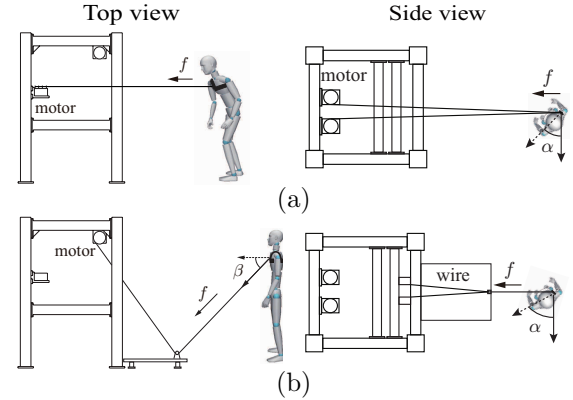 Top view Side view
f motor motor f
α
(a)
motor β f wire f
α
(b)